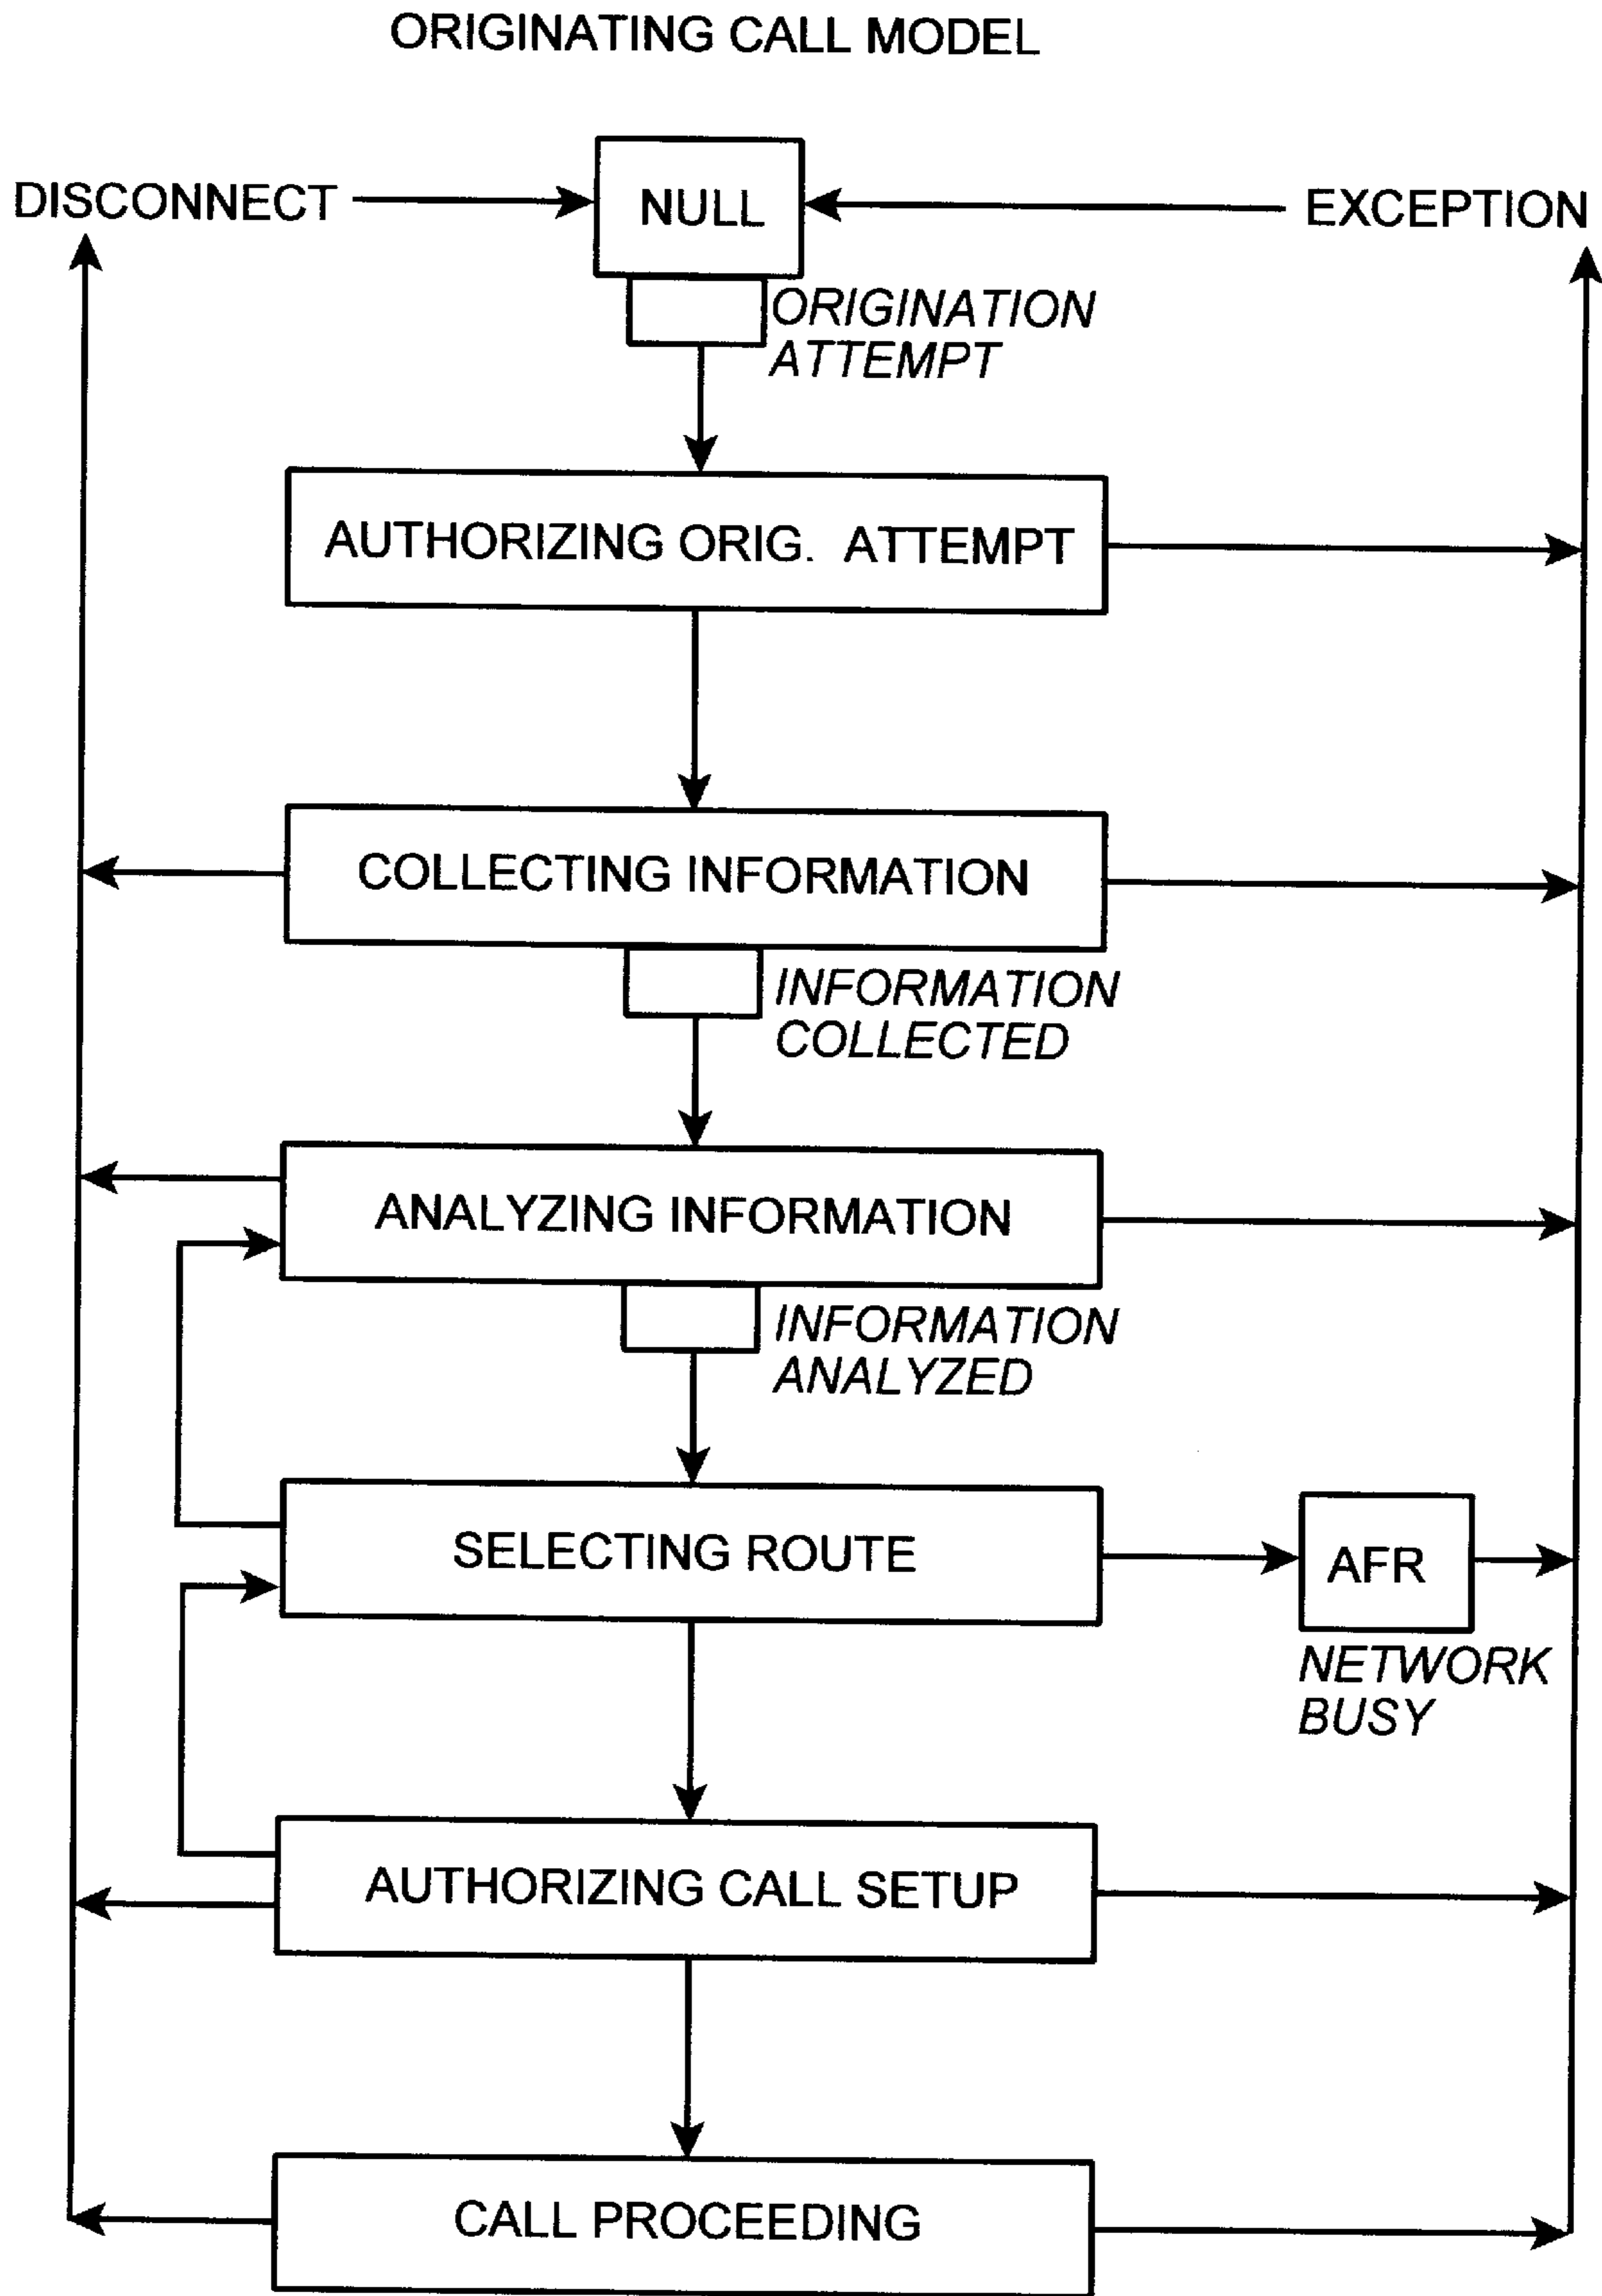 ORIGINATING CALL MODEL
DISCONNECT
NULL
EXCEPTION
ORIGINATION
ATTEMPT
AUTHORIZING ORIG. ATTEMPT
COLLECTING INFORMATION
INFORMATION
COLLECTED
ANALYZING INFORMATION
INFORMATION
ANALYZED
SELECTING ROUTE
AFR
NETWORK
BUSY
AUTHORIZING CALL SETUP
CALL PROCEEDING